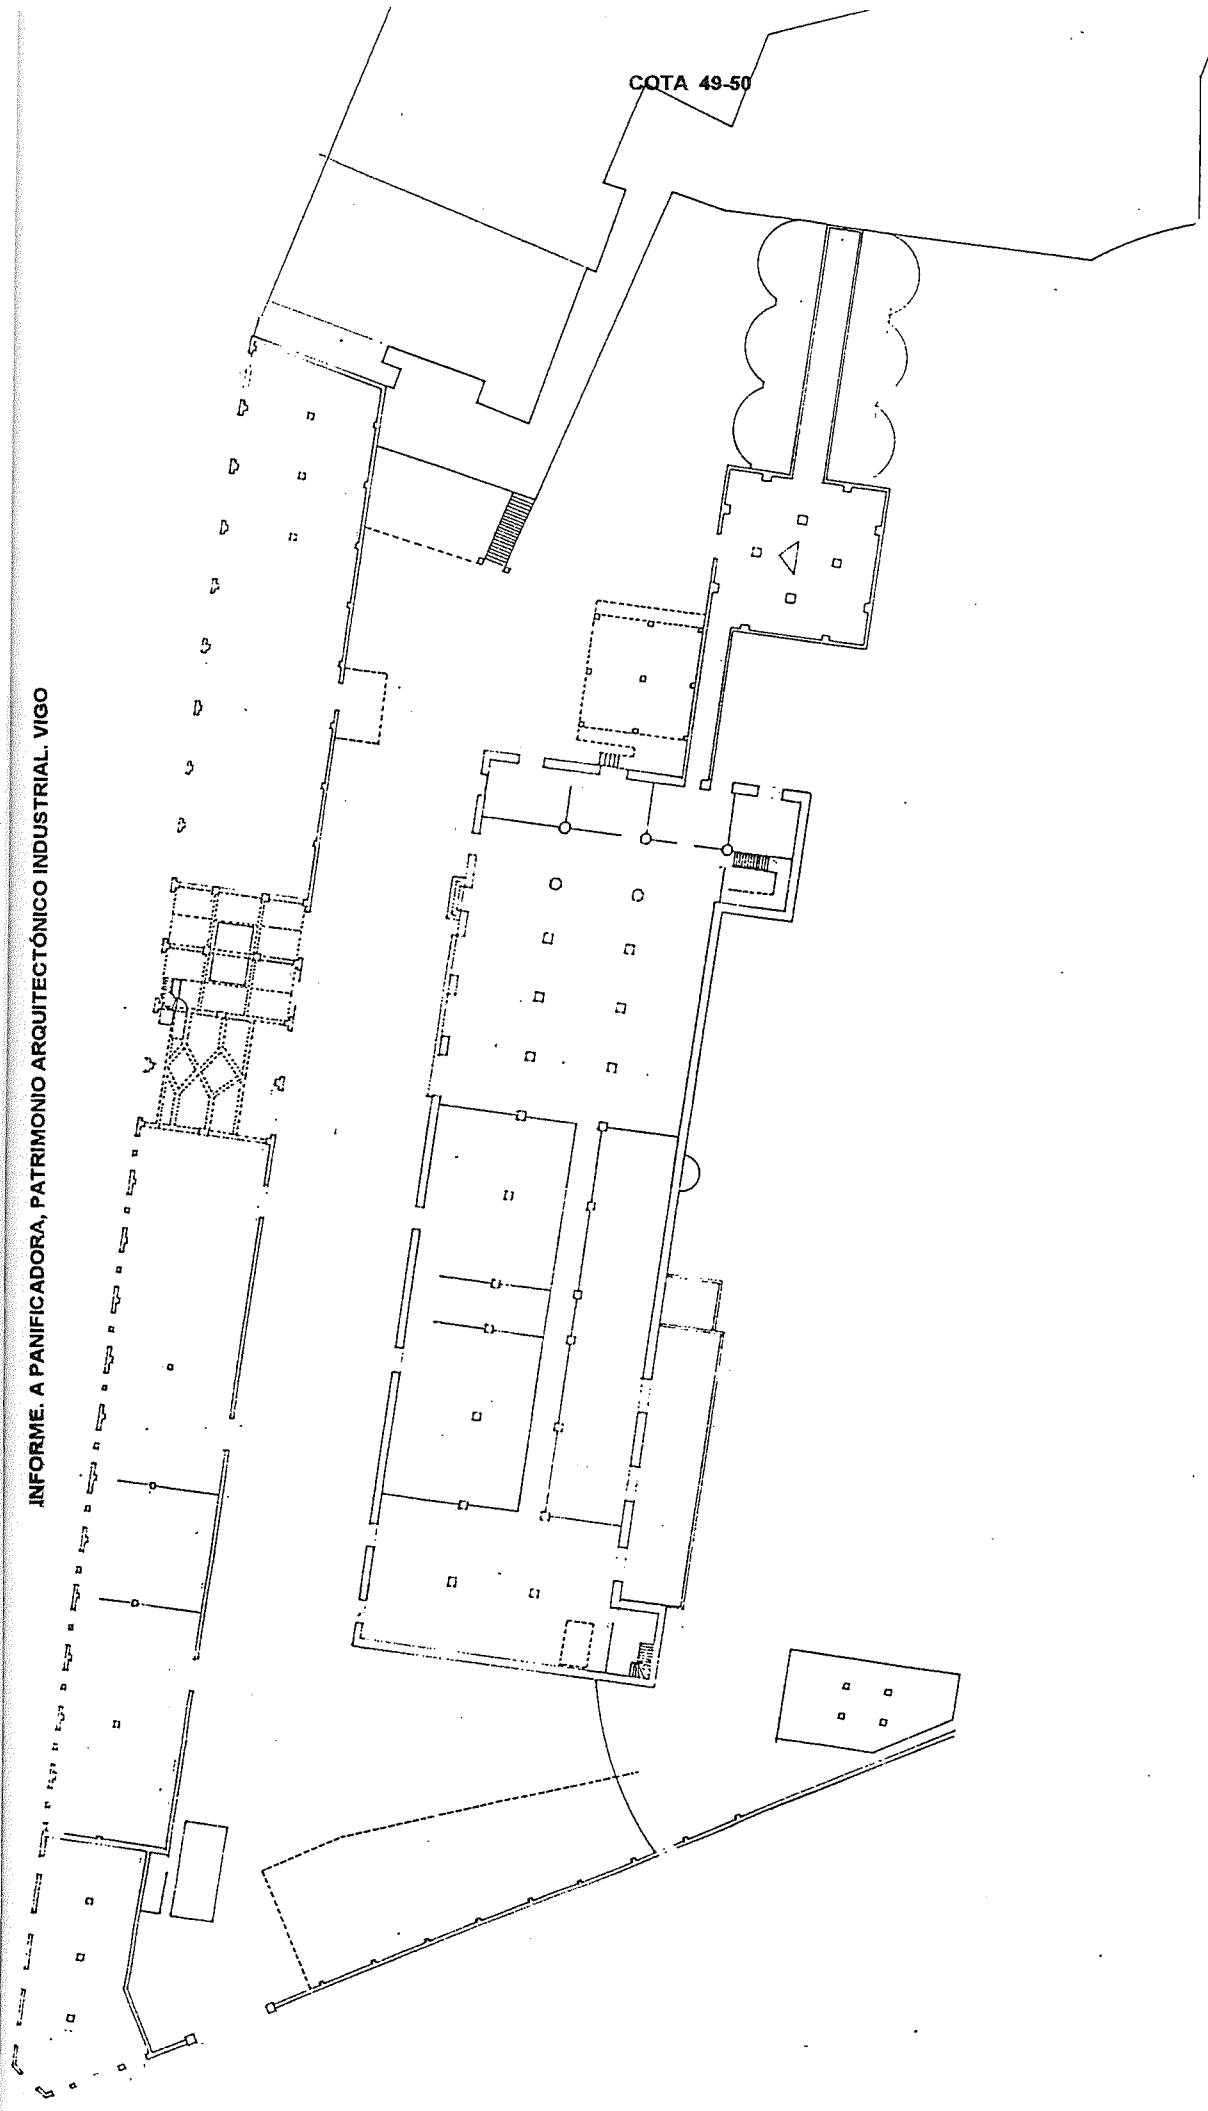 COTA 49-50
INFORME. A PANIFICADORA, PATRIMONIO ARQUITECTÓNICO INDUSTRIAL. VIGO